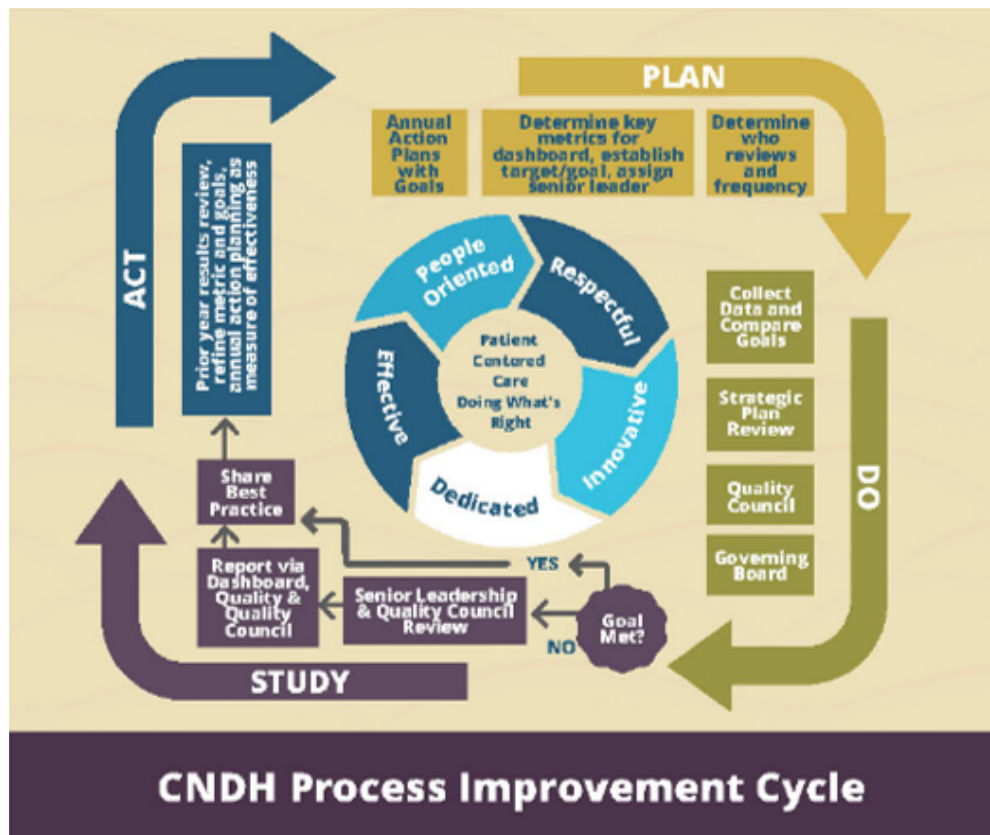 PLAN
Annual
Action
Plans
with
Goals
Determine key
metrics for
dashboard, establish
target/goal, assign
senior leader
Determine
who
reviews
and
frequency
ACT
Prior year results review,
refine metric and goals,
annual action planning as
measure of effectiveness
People
Oriented
Respectful
Innovative
Dedicated
Effective
Patient
Centered
Care
Doing What's
Right
Collect
Data and
Compare
Goals
Strategic
Plan
Review
Quality
Council
Governing
Board
DO
Share
Best
Practice
Report via
Dashboard,
Quality &
Quality
Council
Senior Leadership
& Quality Council
Review
YES
NO
Goal
Met?
STUDY
CNDH Process Improvement Cycle